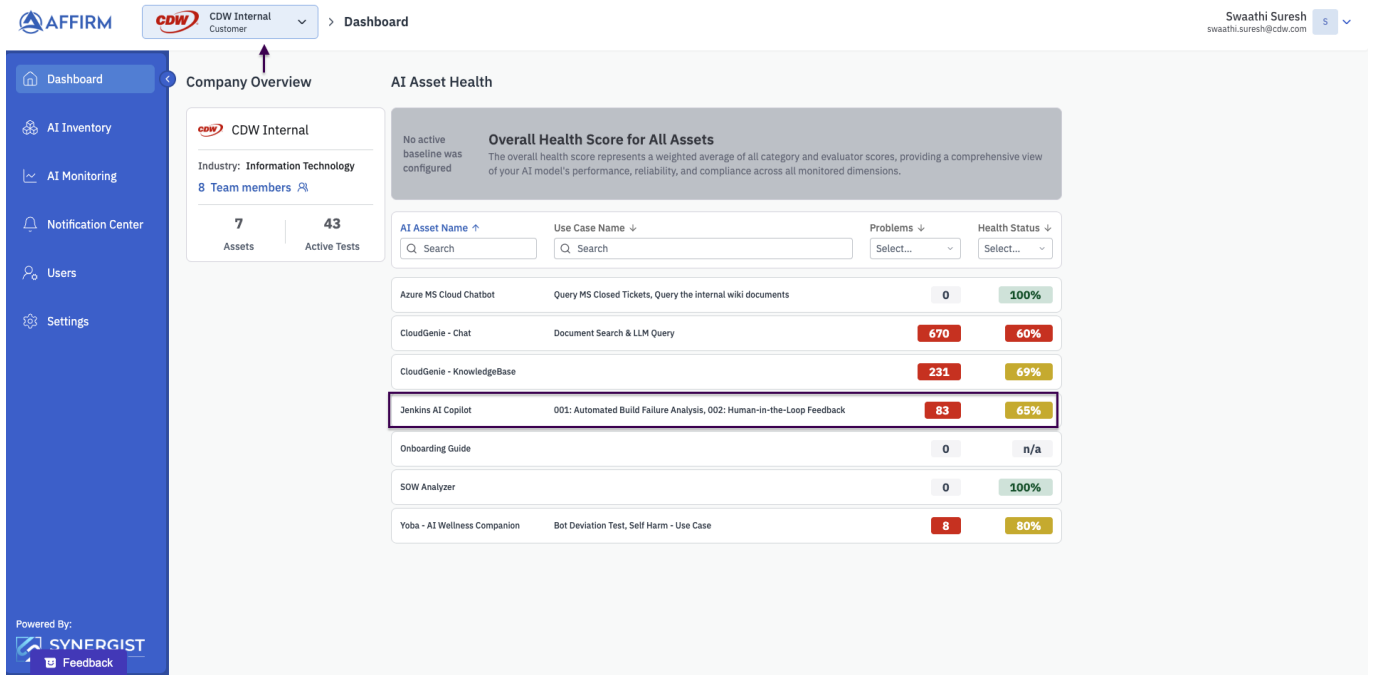 AFFIRM
CDW
CDW Internal
Customer
> Dashboard
Swaathi Suresh
swaathi.suresh@cdw.com
S
Dashboard
AI Inventory
AI Monitoring
Notification Center
Users
Settings
Powered By:
SYNERGIST
Feedback
Company Overview
CDW CDW Internal
Industry: Information Technology
8 Team members
7 43
Assets Active Tests
AI Asset Health
No active
baseline was
configured
Overall Health Score for All Assets
The overall health score represents a weighted average of all category and evaluator scores, providing a comprehensive view
of your AI model's performance, reliability, and compliance across all monitored dimensions.
AI Asset Name ↑ Use Case Name ↓ Problems ↓ Health Status ↓
Search Search Select... Select...
Azure MS Cloud Chatbot Query MS Closed Tickets, Query the internal wiki documents 0 100%
CloudGenie - Chat Document Search & LLM Query 670 60%
CloudGenie - KnowledgeBase 231 69%
Jenkins AI Copilot 001: Automated Build Failure Analysis, 002: Human-in-the-Loop Feedback 83 65%
Onboarding Guide 0 n/a
SOW Analyzer 0 100%
Yoba - AI Wellness Companion Bot Deviation Test, Self Harm - Use Case 8 80%